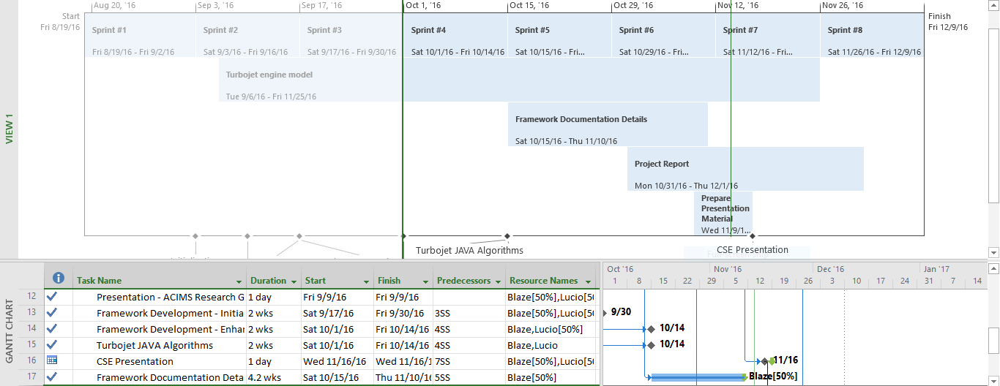 Aug 20, '16 Sep 3, '16 Sep 17, '16 Oct 1, '16 Oct 15, '16 Oct 29, '16 Nov 12, '16 Nov 26, '16
Start
Fri 8/19/16
Finish
Fri 12/9/16
Sprint #1 Sprint #2 Sprint #3 Sprint #4 Sprint #5 Sprint #6 Sprint #7 Sprint #8
Fri 8/19/16 - Fri 9/2/16 Sat 9/3/16 - Fri 9/16/16 Sat 9/17/16 - Fri 9/30/16 Sat 10/1/16 - Fri 10/14/16 Sat 10/15/16 - Fri... Sat 10/29/16 - Fri... Sat 11/12/16 - Fri... Sat 11/26/16 - Fri 12/9/16
Turbojet engine model
Tue 9/6/16 - Fri 11/25/16
VIEW 1
Framework Documentation Details
Sat 10/15/16 - Thu 11/10/16
Project Report
Mon 10/31/16 - Thu 12/1/16
Prepare
Presentation
Material
Wed 11/9/1...
Turbojet JAVA Algorithms
CSE Presentation
GANTT CHART
Task Name Duration Start Finish Predecessors Resource Names
Oct '16 Nov '16 Dec '16 Jan '17
1 8 15 22 29 5 12 19 26 3 10 17 24 31 7 14
12 Presentation - ACIMS Research G 1 day Fri 9/9/16 Fri 9/9/16 Blaze[50%],Lucio[50
13 Framework Development - Initia 2 wks Sat 9/17/16 Fri 9/30/16 3SS Blaze[50%],Lucio[50 9/30
14 Framework Development - Enhan 2 wks Sat 10/1/16 Fri 10/14/16 4SS Blaze,Lucio[50%] 10/14
15 Turbojet JAVA Algorithms 2 wks Sat 10/1/16 Fri 10/14/16 4SS Blaze,Lucio 10/14
16 CSE Presentation 1 day Wed 11/16/16 Wed 11/16/1 7SS Blaze[50%],Lucio[50 11/16
17 Framework Documentation Deta 4.2 wks Sat 10/15/16 Thu 11/10/16 5SS Blaze[50%] Blaze[50%]